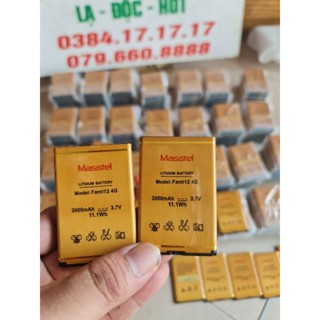 LẠ - ĐỘC - HOT
0384.17.17.17
079.660.8888
Masstel
LITHIUM BATTERY
Model: Fami12 4G
3000mAh 3.7V
11.1Wh
Masstel
LITHIUM BATTERY
Model: Fami12 4G
3000mAh 3.7V
11.1Wh